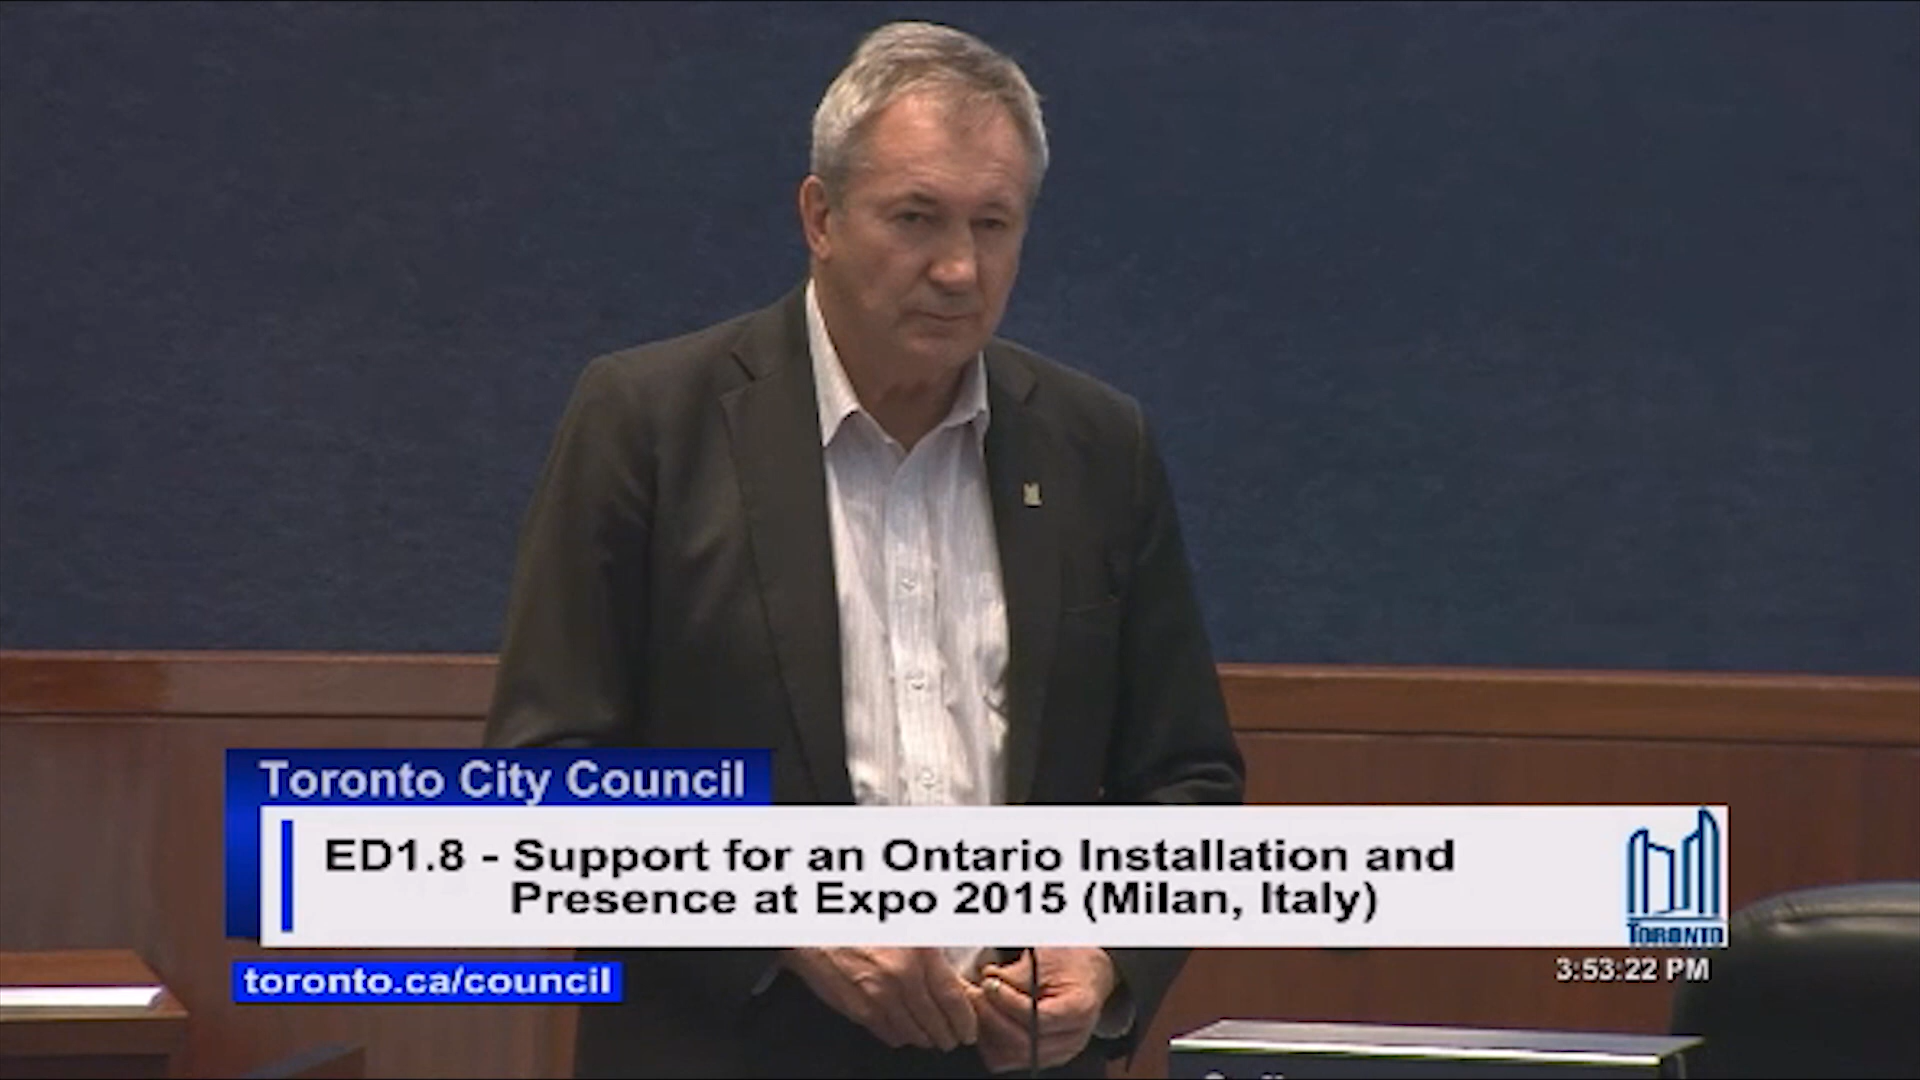 Toronto City Council
ED1.8 - Support for an Ontario Installation and
Presence at Expo 2015 (Milan, Italy)
TORONTO
toronto.ca/council
3:53:22 PM